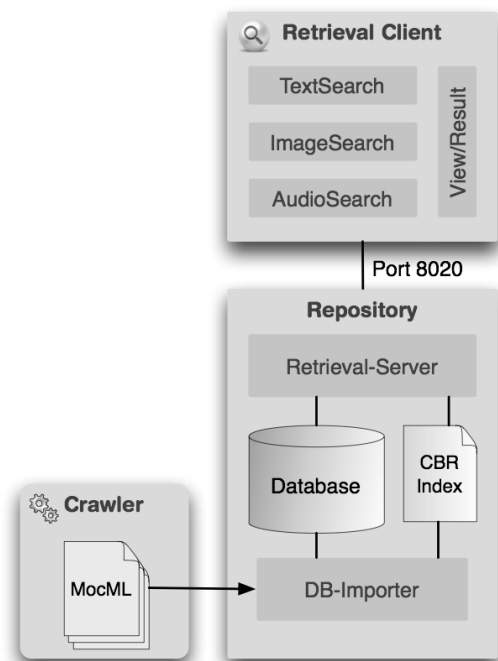 Retrieval Client
TextSearch
ImageSearch
AudioSearch
View/Result
Port 8020
Repository
Retrieval-Server
Database
CBR
Index
Crawler
MocML
DB-Importer